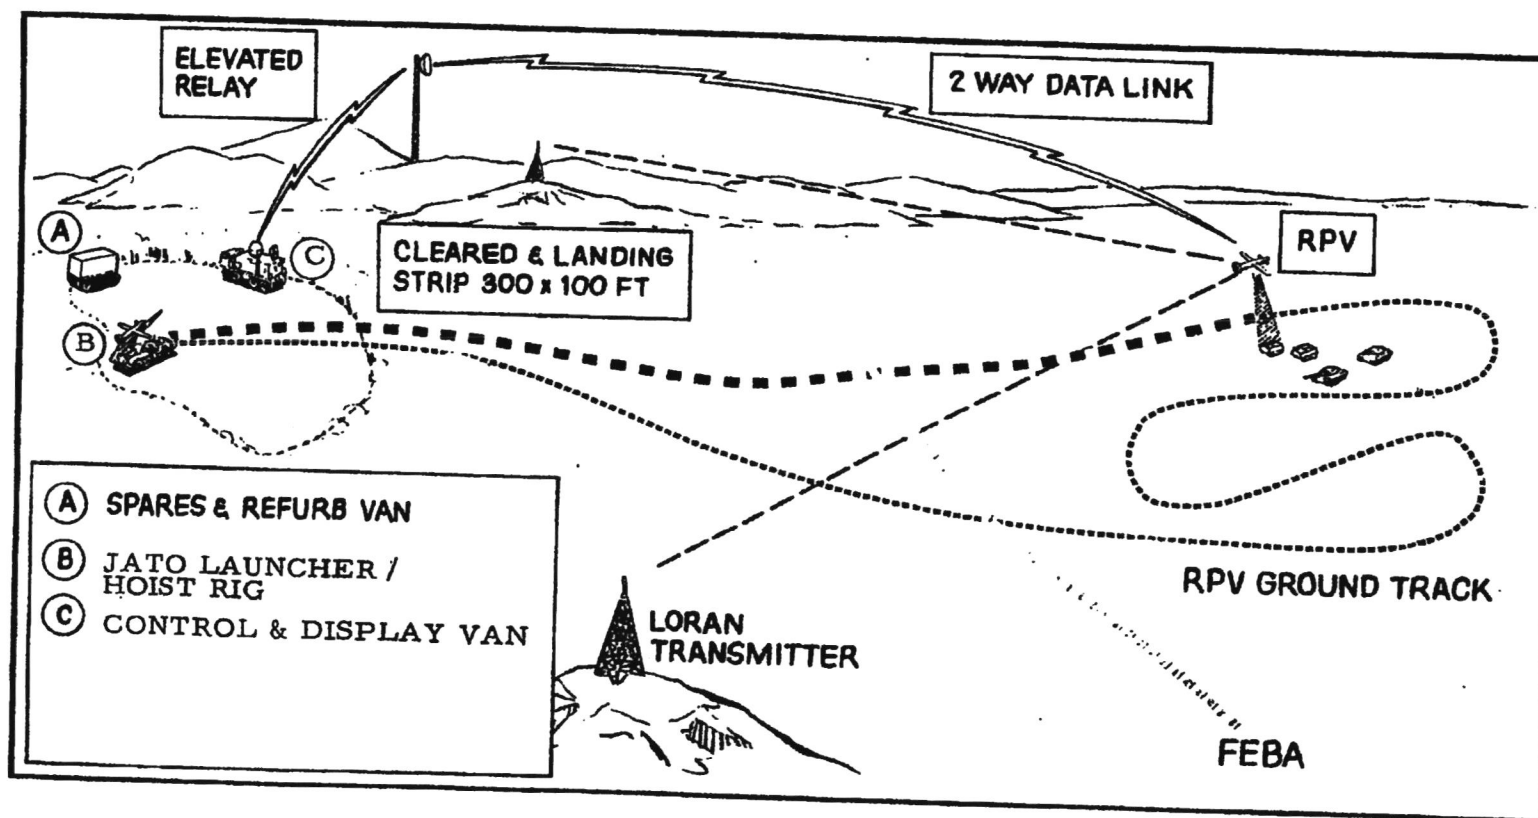 ELEVATED
RELAY
2 WAY DATA LINK
A
C
CLEARED & LANDING
STRIP 300 x 100 FT
RPV
B
A SPARES & REFURB VAN
B JATO LAUNCHER /
HOIST RIG
C CONTROL & DISPLAY VAN
RPV GROUND TRACK
LORAN
TRANSMITTER
FEBA